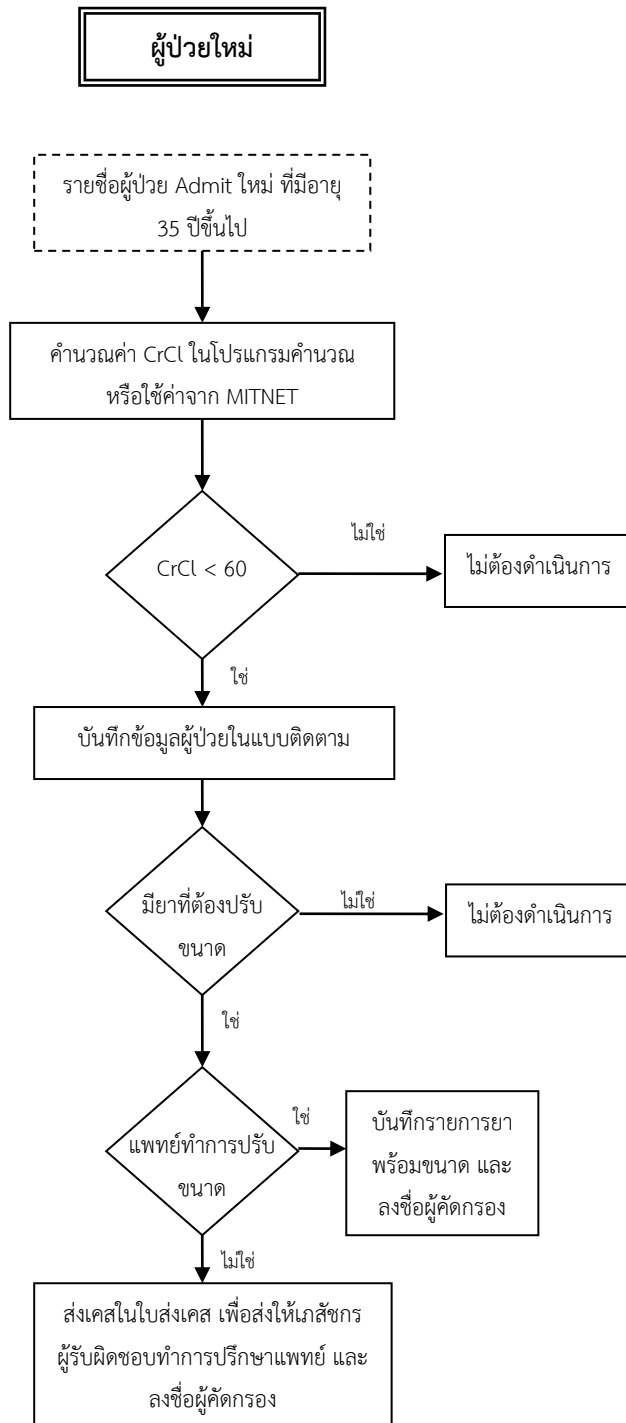 ผู้ป่วยใหม่
รายชื่อผู้ป่วย Admit ใหม่ ที่มีอายุ
35 ปีขึ้นไป
คำนวณค่า CrCl ในโปรแกรมคำนวณ
หรือใช้ค่าจาก MITNET
CrCl < 60
ไม่ใช่
ไม่ต้องดำเนินการ
ใช่
บันทึกข้อมูลผู้ป่วยในแบบติดตาม
มียาที่ต้องปรับ
ขนาด
ไม่ใช่
ไม่ต้องดำเนินการ
ใช่
แพทย์ทำการปรับ
ขนาด
ใช่
บันทึกรายการยา
พร้อมขนาด และ
ลงชื่อผู้คัดกรอง
ไม่ใช่
ส่งเคสในใบส่งเคส เพื่อส่งให้เภสัชกร
ผู้รับผิดชอบทำการปรึกษาแพทย์ และ
ลงชื่อผู้คัดกรอง